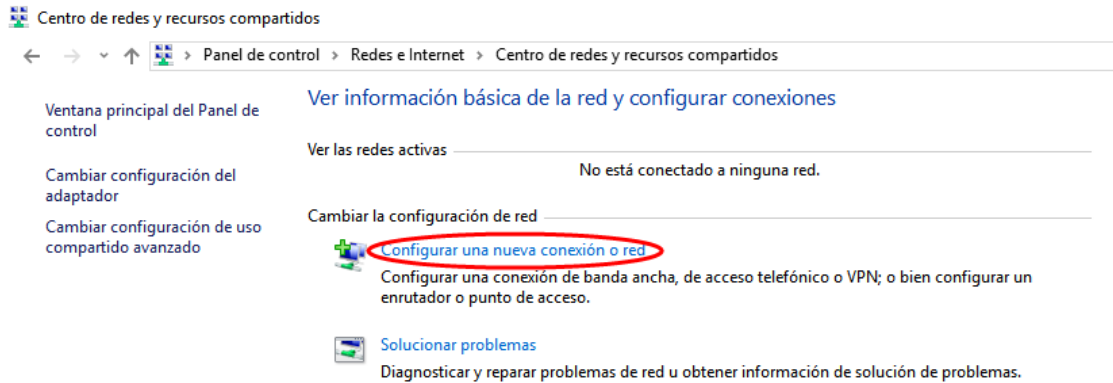 Centro de redes y recursos compartidos
Panel de control > Redes e Internet > Centro de redes y recursos compartidos
Ventana principal del Panel de
control
Cambiar configuración del
adaptador
Cambiar configuración de uso
compartido avanzado
Ver información básica de la red y configurar conexiones
Ver las redes activas
No está conectado a ninguna red.
Cambiar la configuración de red
Configurar una nueva conexión o red
Configurar una conexión de banda ancha, de acceso telefónico o VPN; o bien configurar un
enrutador o punto de acceso.
Solucionar problemas
Diagnosticar y reparar problemas de red u obtener información de solución de problemas.